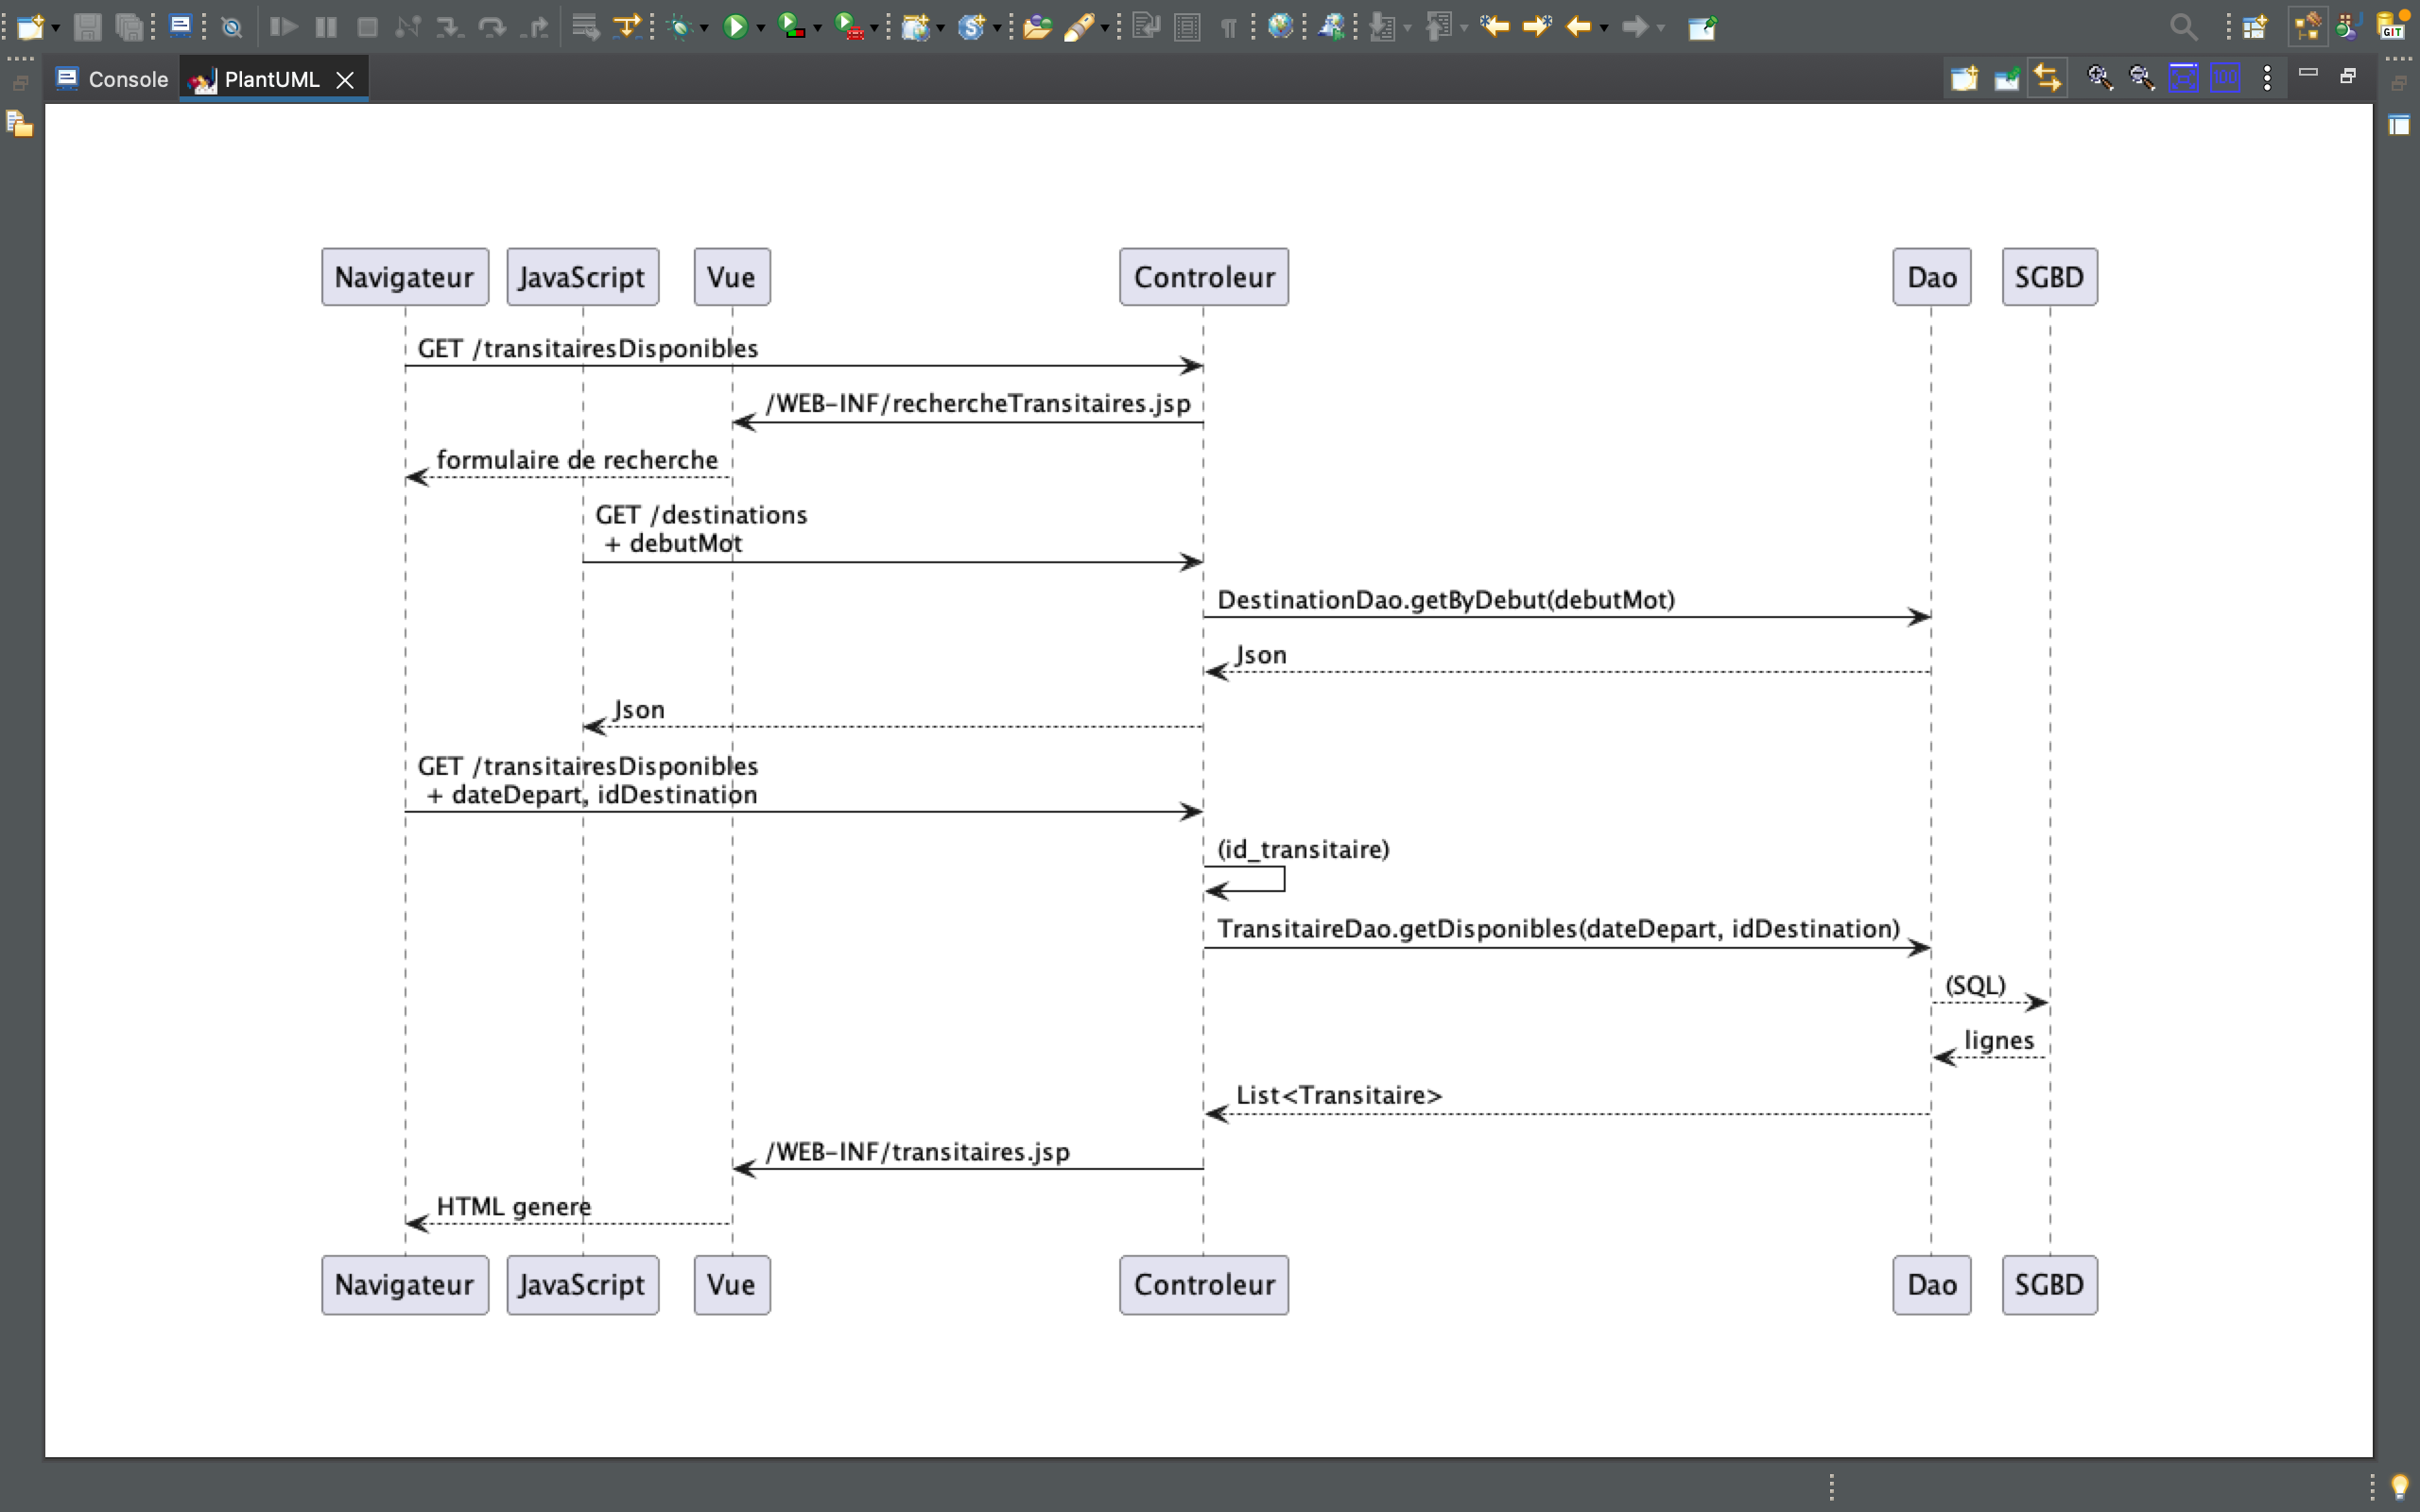 GIT
Console
PlantUML
100
Navigateur
JavaScript
Vue
Controleur
Dao
SGBD
GET /transitairesDisponibles
/WEB-INF/rechercheTransitaires.jsp
formulaire de recherche
GET /destinations
+ debutMot
DestinationDao.getByDebut(debutMot)
Json
Json
GET /transitairesDisponibles
+ dateDepart, idDestination
(id_transitaire)
TransitaireDao.getDisponibles(dateDepart, idDestination)
(SQL)
lignes
List<Transitaire>
/WEB-INF/transitaires.jsp
HTML genere
Navigateur
JavaScript
Vue
Controleur
Dao
SGBD